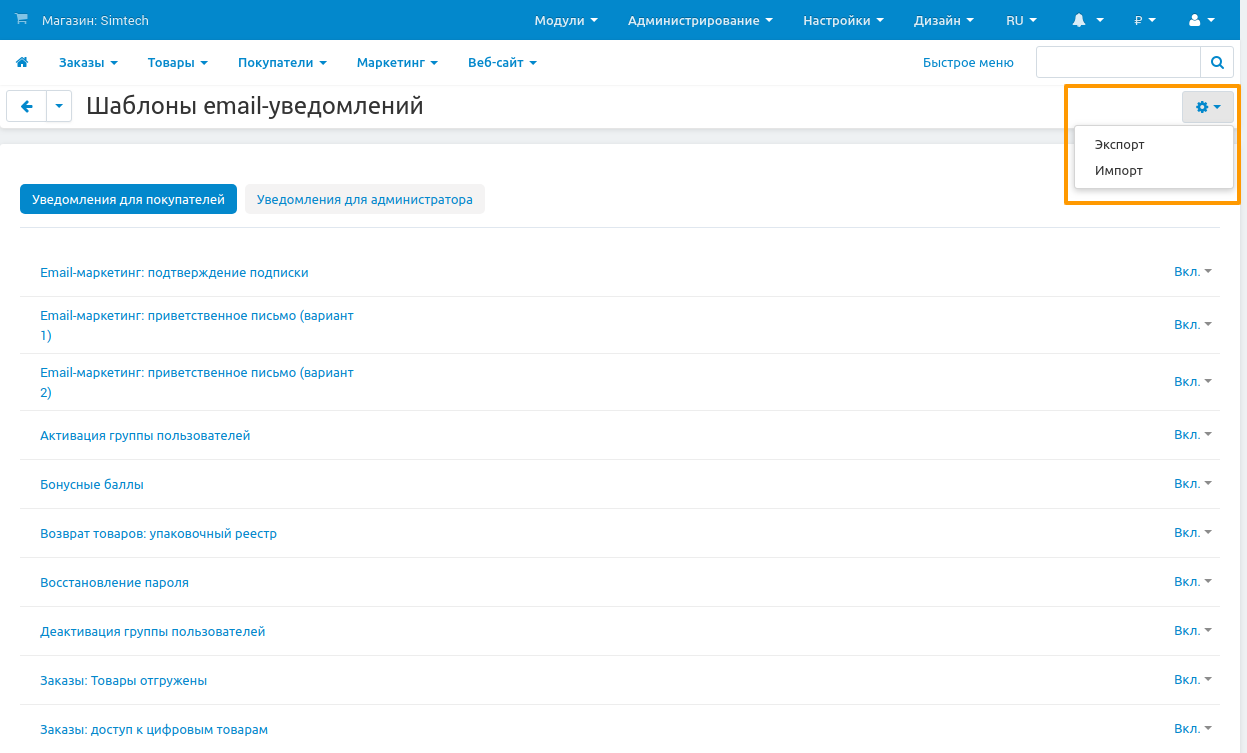 Магазин: Simtech
Модули
Администрирование
Настройки
Дизайн
RU
₽
Заказы
Товары
Покупатели
Маркетинг
Веб-сайт
Быстрое меню
Шаблоны email-уведомлений
Экспорт
Импорт
Уведомления для покупателей
Уведомления для администратора
Email-маркетинг: подтверждение подписки
Вкл.
Email-маркетинг: приветственное письмо (вариант
1)
Вкл.
Email-маркетинг: приветственное письмо (вариант
2)
Вкл.
Активация группы пользователей
Вкл.
Бонусные баллы
Вкл.
Возврат товаров: упаковочный реестр
Вкл.
Восстановление пароля
Вкл.
Деактивация группы пользователей
Вкл.
Заказы: Товары отгружены
Вкл.
Заказы: доступ к цифровым товарам
Вкл.